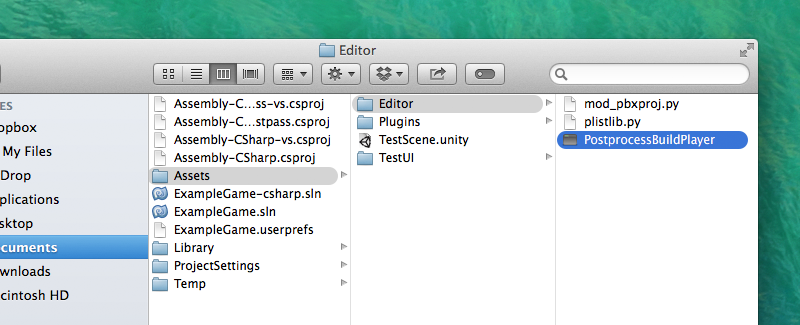 Editor
ES
opbox
My Files
Drop
plications
sktop
cuments
wnloads
cintosh HD
Assembly-C...ss-vs.csproj
Assembly-C...stpass.csproj
Assembly-CSharp-vs.csproj
Assembly-CSharp.csproj
Assets
ExampleGame-csharp.sln
ExampleGame.sln
ExampleGame.userprefs
Library
ProjectSettings
Temp
Editor
Plugins
TestScene.unity
TestUI
mod_pbxproj.py
plistlib.py
PostprocessBuildPlayer